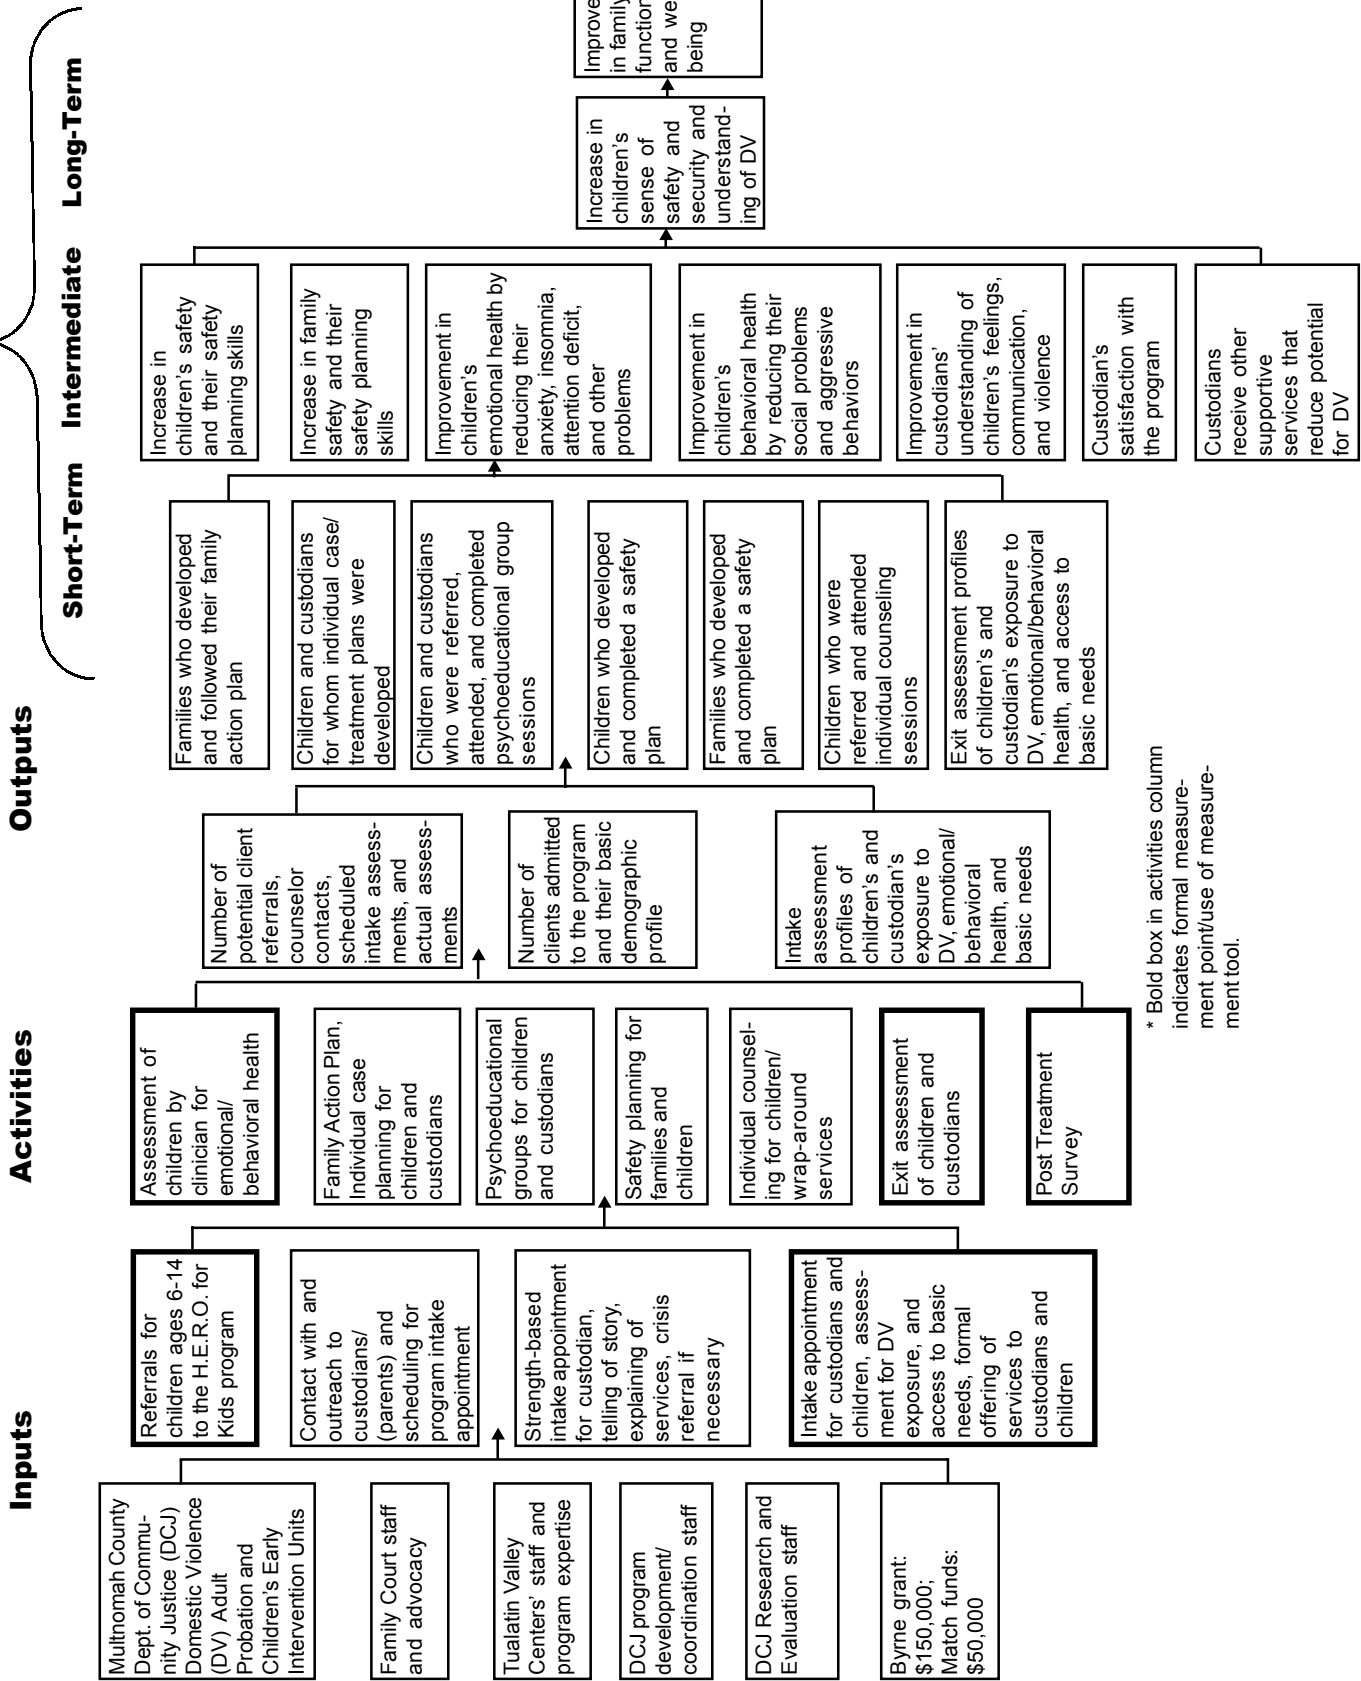 Inputs
Activities
Outputs
Short-Term
Intermediate
Long-Term
Multnomah County
Dept. of Commu-
nity Justice (DCJ)
Domestic Violence
(DV) Adult
Probation and
Children's Early
Intervention Units
Family Court staff
and advocacy
Tualatin Valley
Centers' staff and
program expertise
DCJ program
development/
coordination staff
DCJ Research and
Evaluation staff
Byrne grant:
$150,000;
Match funds:
$50,000
Referrals for
children ages 6-14
to the H.E.R.O. for
Kids program
Contact with and
outreach to
custodians/
(parents) and
scheduling for
program intake
appointment
Strength-based
intake appointment
for custodian,
telling of story,
explaining of
services, crisis
referral if
necessary
Intake appointment
for custodians and
children, assess-
ment for DV
exposure, and
access to basic
needs, formal
offering of
services to
custodians and
children
Assessment of
children by
clinician for
emotional/
behavioral health
Family Action Plan,
Individual case
planning for
children and
custodians
Psychoeducational
groups for children
and custodians
Safety planning for
families and
children
Individual counsel-
ing for children/
wrap-around
services
Exit assessment
of children and
custodians
Post Treatment
Survey
Number of
potential client
referrals,
counselor
contacts,
scheduled
intake assess-
ments, and
actual assess-
ments
Number of
clients admitted
to the program
and their basic
demographic
profile
Intake
assessment
profiles of
children's and
custodian's
exposure to
DV, emotional/
behavioral
health, and
basic needs
* Bold box in activities column
indicates formal measure-
ment point/use of measure-
ment tool.
Families who developed
and followed their family
action plan
Children and custodians
for whom individual case/
treatment plans were
developed
Children and custodians
who were referred,
attended, and completed
psychoeducational group
sessions
Children who developed
and completed a safety
plan
Families who developed
and completed a safety
plan
Children who were
referred and attended
individual counseling
sessions
Exit assessment profiles
of children's and
custodian's exposure to
DV, emotional/behavioral
health, and access to
basic needs
Increase in
children's safety
and their safety
planning skills
Increase in family
safety and their
safety planning
skills
Improvement in
children's
emotional health by
reducing their
anxiety, insomnia,
attention deficit,
and other
problems
Improvement in
children's
behavioral health
by reducing their
social problems
and aggressive
behaviors
Improvement in
custodians'
understanding of
children's feelings,
communication,
and violence
Custodian's
satisfaction with
the program
Custodians
receive other
supportive
services that
reduce potential
for DV
Increase in
children's
sense of
safety and
security and
understand-
ing of DV
Improve
in family
function
and we
being